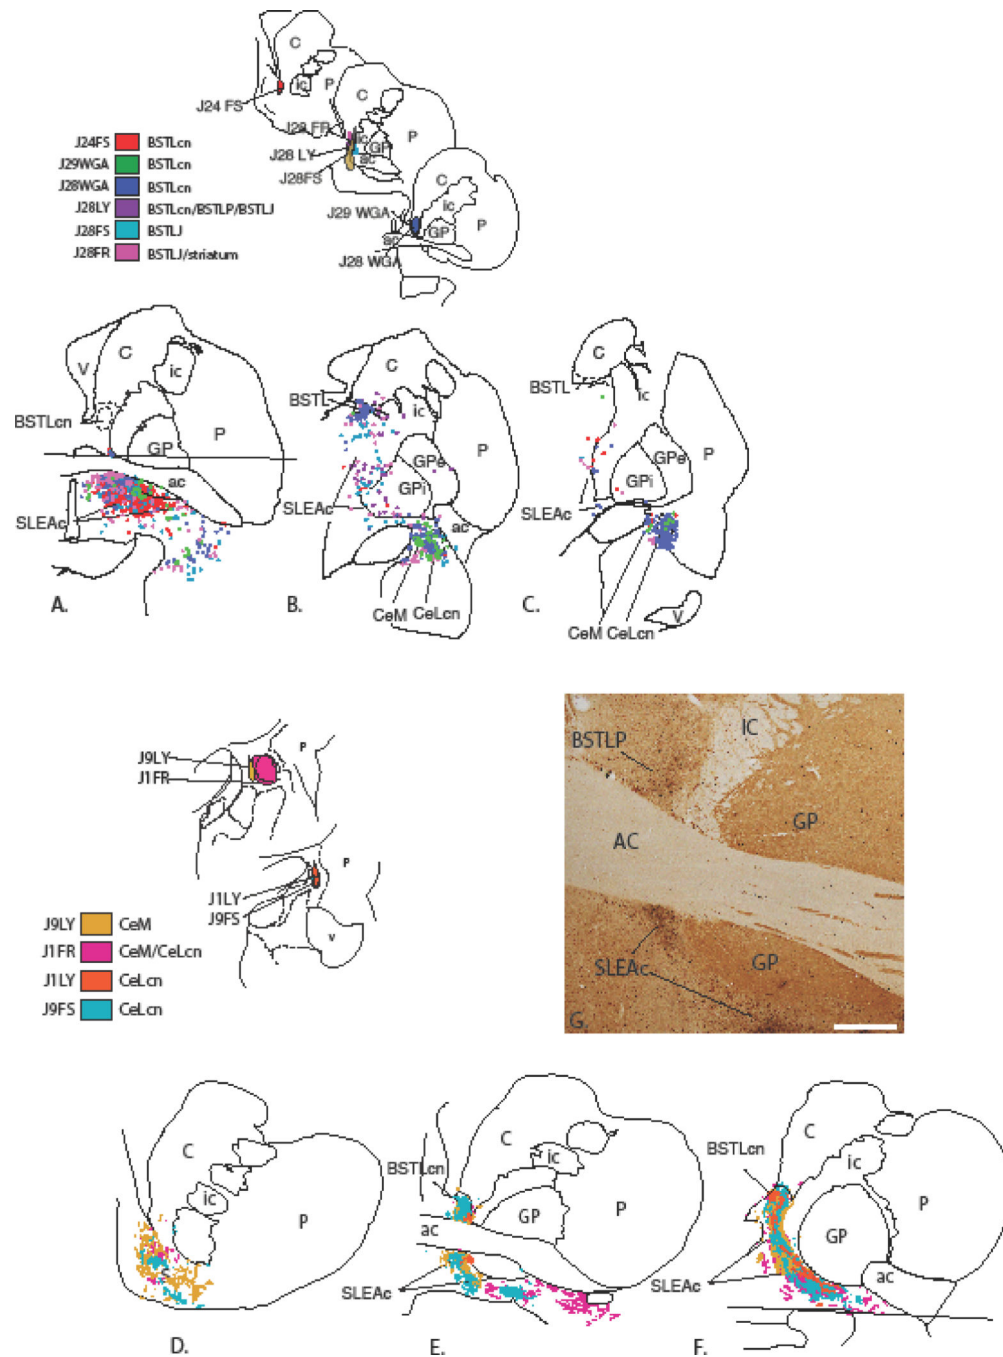 C
ic
P
J24 FS
C
J28 FR
ic
P
GP
J28 LY
ac
J28FS
C
J29 WGA
ic
P
GP
ac
J28 WGA
J24FS BSTLcn
J29WGA BSTLcn
J28WGA BSTLcn
J28LY BSTLcn/BSTLP/BSTLJ
J28FS BSTLJ
J28FR BSTLJ/striatum
V
C
ic
BSTLcn
P
GP
ac
SLEAc
A.
C
BSTL
ic
P
GPe
GPi
SLEAc
ac
CeM CeLcn
B.
C
BSTL
ic
GPe
P
GPi
SLEAc
CeM CeLcn
V
C.
P
J9LY
J1FR
P
J1LY
J9FS
V
J9LY CeM
J1FR CeM/CeLcn
J1LY CeLcn
J9FS CeLcn
IC
BSTLP
GP
AC
GP
SLEAc
G.
C
ic
P
D.
C
BSTLcn
ic
P
GP
ac
SLEAc
E.
C
BSTLcn
ic
P
GP
SLEAc
ac
F.